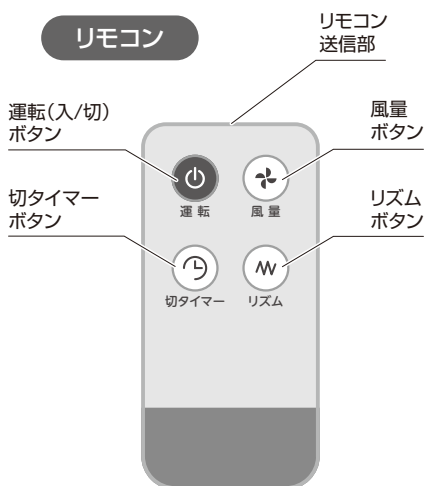 リモコン
リモコン
送信部
運転(入/切)
ボタン
風量
ボタン
切タイマー
ボタン
リズム
ボタン
運転
風量
切タイマー
リズム